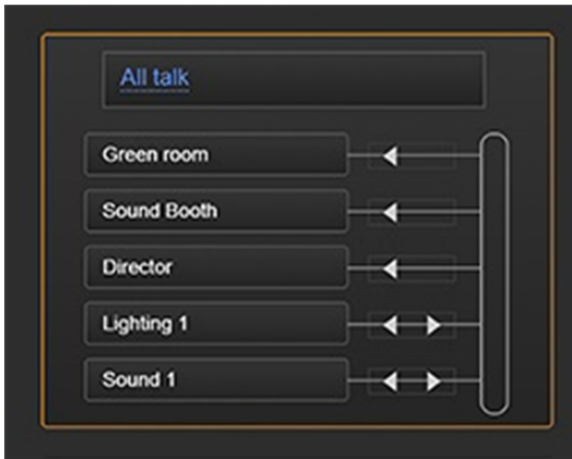 All talk
Green room
Sound Booth
Director
Lighting 1
Sound 1